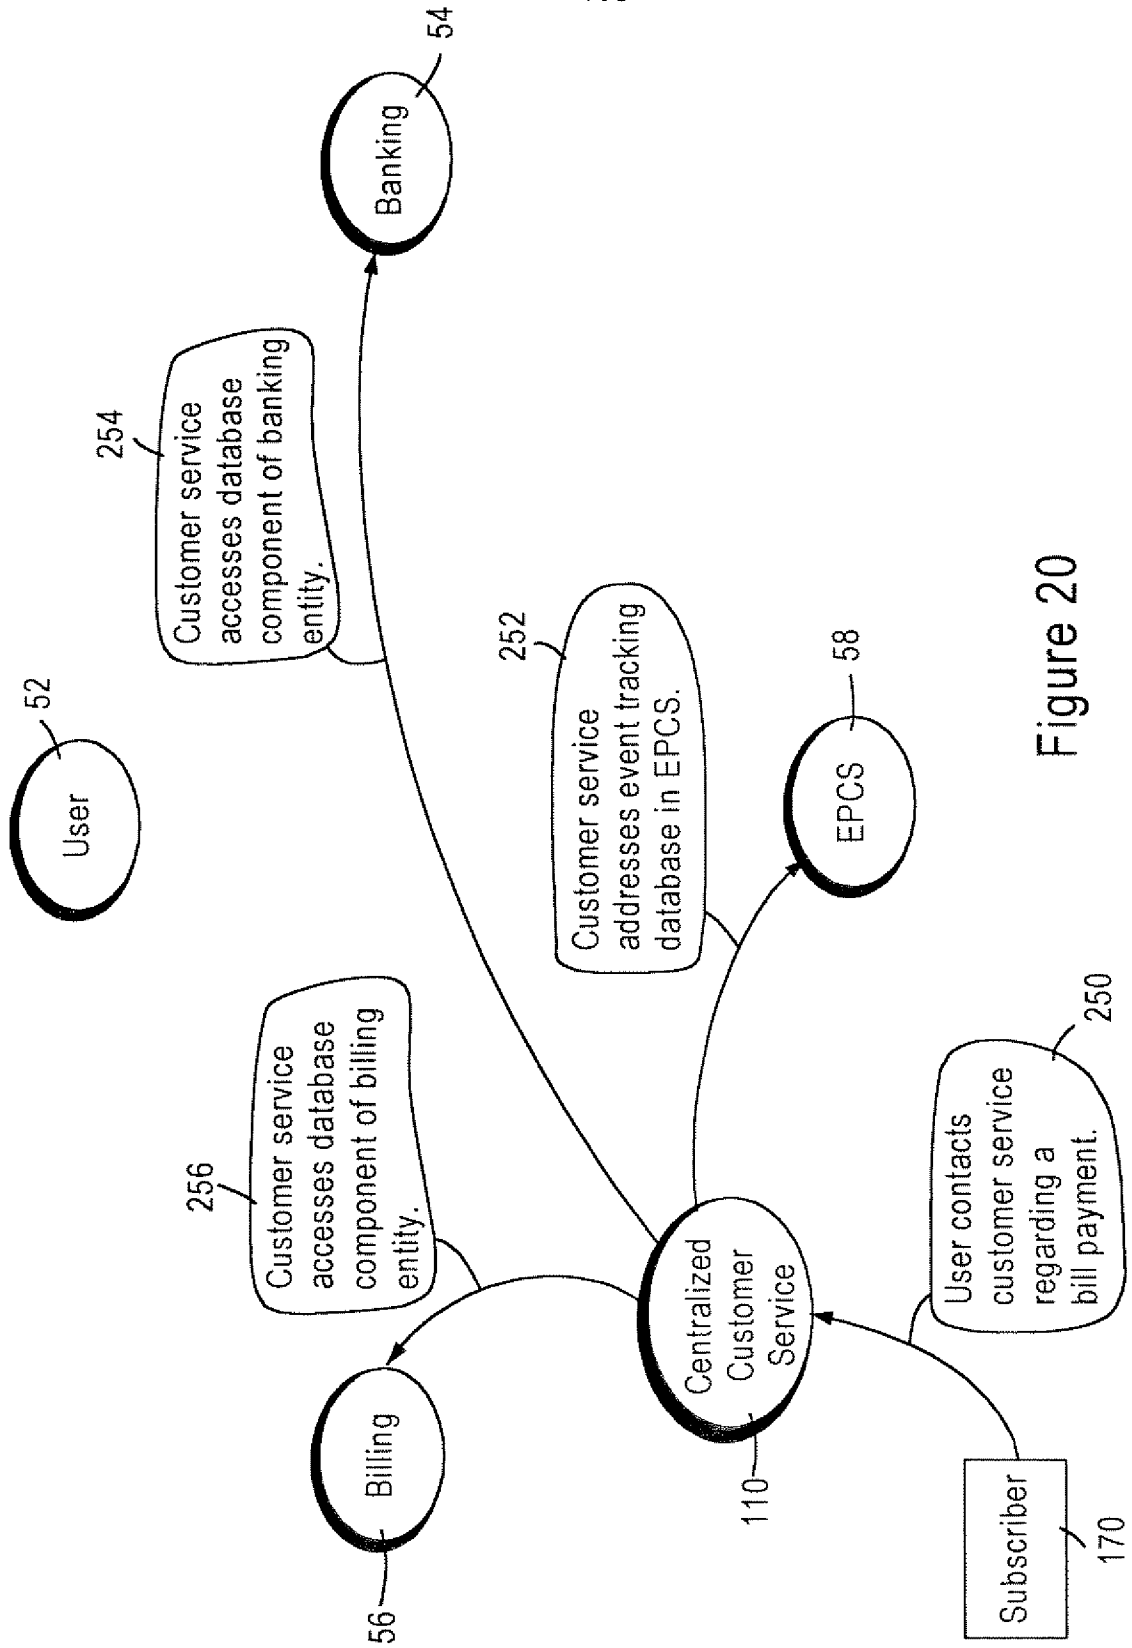 User
52
254
Customer service
accesses database
component of banking
entity.
Banking
54
256
Customer service
accesses database
component of billing
entity.
Billing
56
252
Customer service
addresses event tracking
database in EPCS.
EPCS
58
Centralized
Customer
Service
110
User contacts
customer service
regarding a
bill payment.
250
Subscriber
170
Figure 20